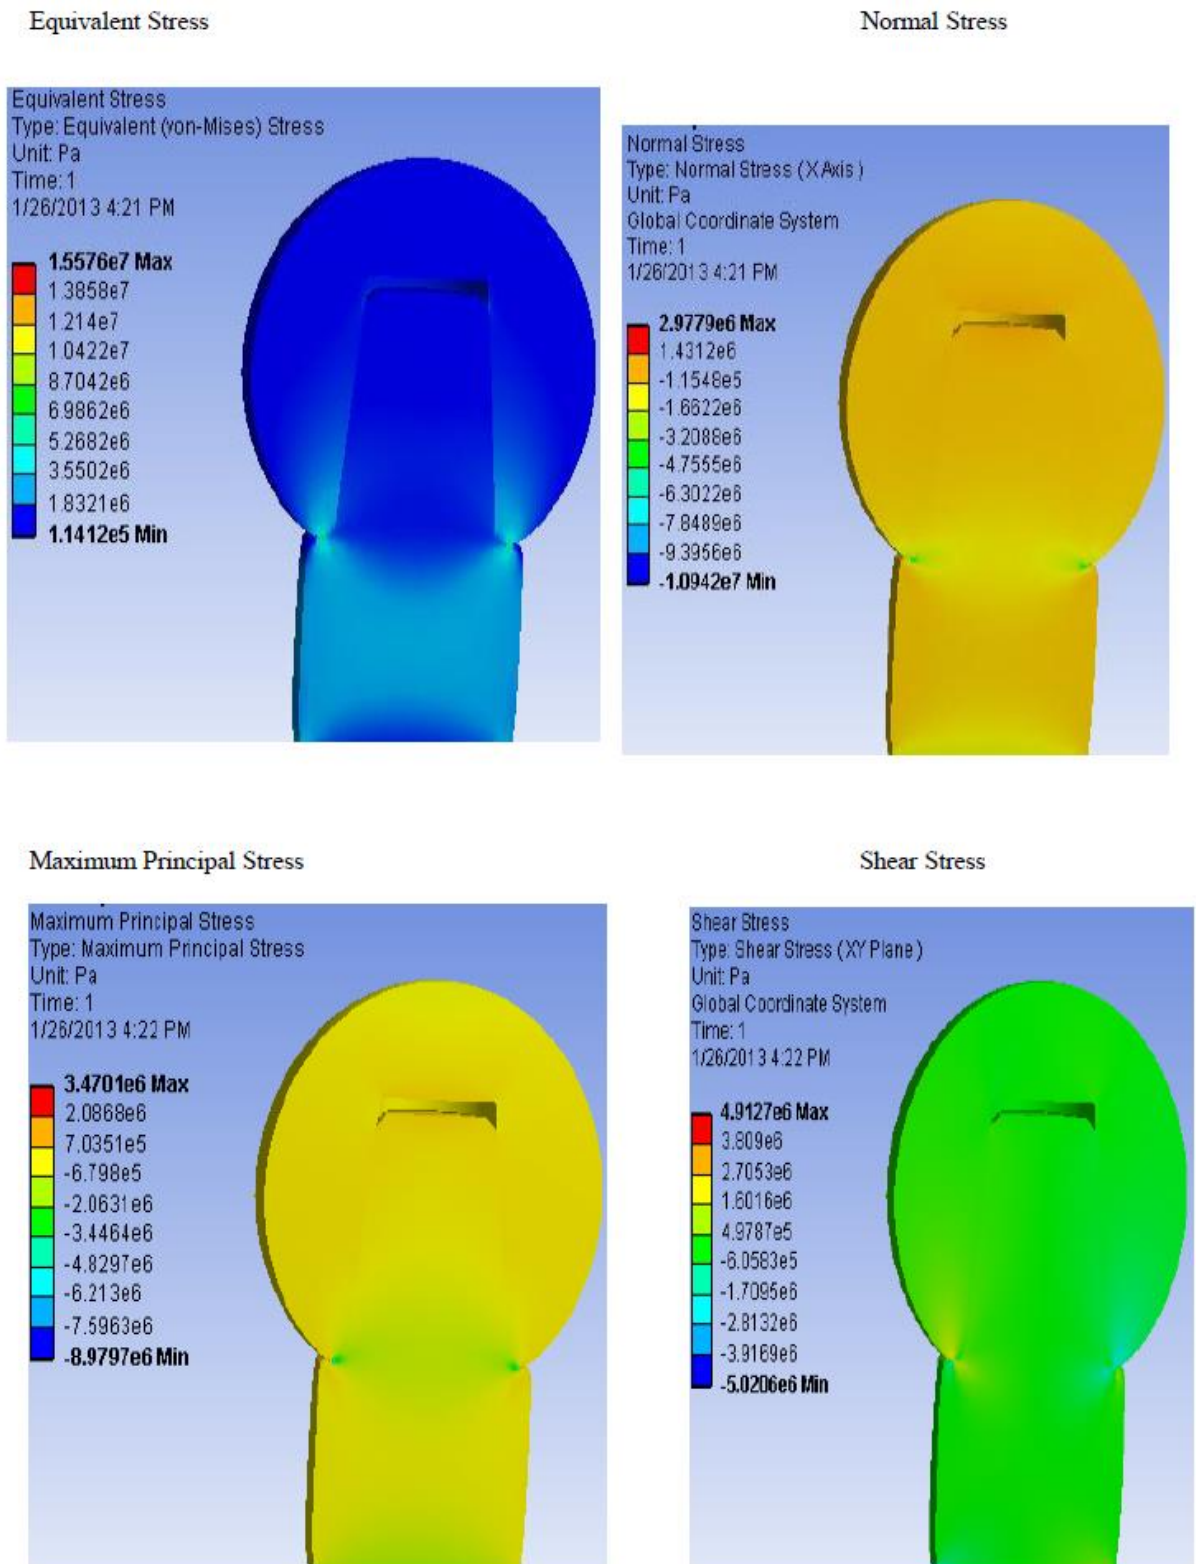 Equivalent Stress
Normal Stress
Equivalent Stress
Type: Equivalent (von-Mises) Stress
Unit: Pa
Time: 1
1/26/2013 4:21 PM
1.5576e7 Max
1.3858e7
1.214e7
1.0422e7
8.7042e6
6.9862e6
5.2682e6
3.5502e6
1.8321e6
1.1412e5 Min
Normal Stress
Type: Normal Stress ( X Axis )
Unit: Pa
Global Coordinate System
Time: 1
1/26/2013 4:21 PM
2.9779e6 Max
1.4312e6
-1.1548e5
-1.6622e6
-3.2088e6
-4.7555e6
-6.3022e6
-7.8489e6
-9.3956e6
-1.0942e7 Min
Maximum Principal Stress
Shear Stress
Maximum Principal Stress
Type: Maximum Principal Stress
Unit: Pa
Time: 1
1/26/2013 4:22 PM
3.4701e6 Max
2.0868e6
7.0351e5
-6.798e5
-2.0631e6
-3.4464e6
-4.8297e6
-6.213e6
-7.5963e6
-8.9797e6 Min
Shear Stress
Type: Shear Stress ( XY Plane )
Unit: Pa
Global Coordinate System
Time: 1
1/26/2013 4:22 PM
4.9127e6 Max
3.809e6
2.7053e6
1.6016e6
4.9787e5
-6.0583e5
-1.7095e6
-2.8132e6
-3.9169e6
-5.0206e6 Min